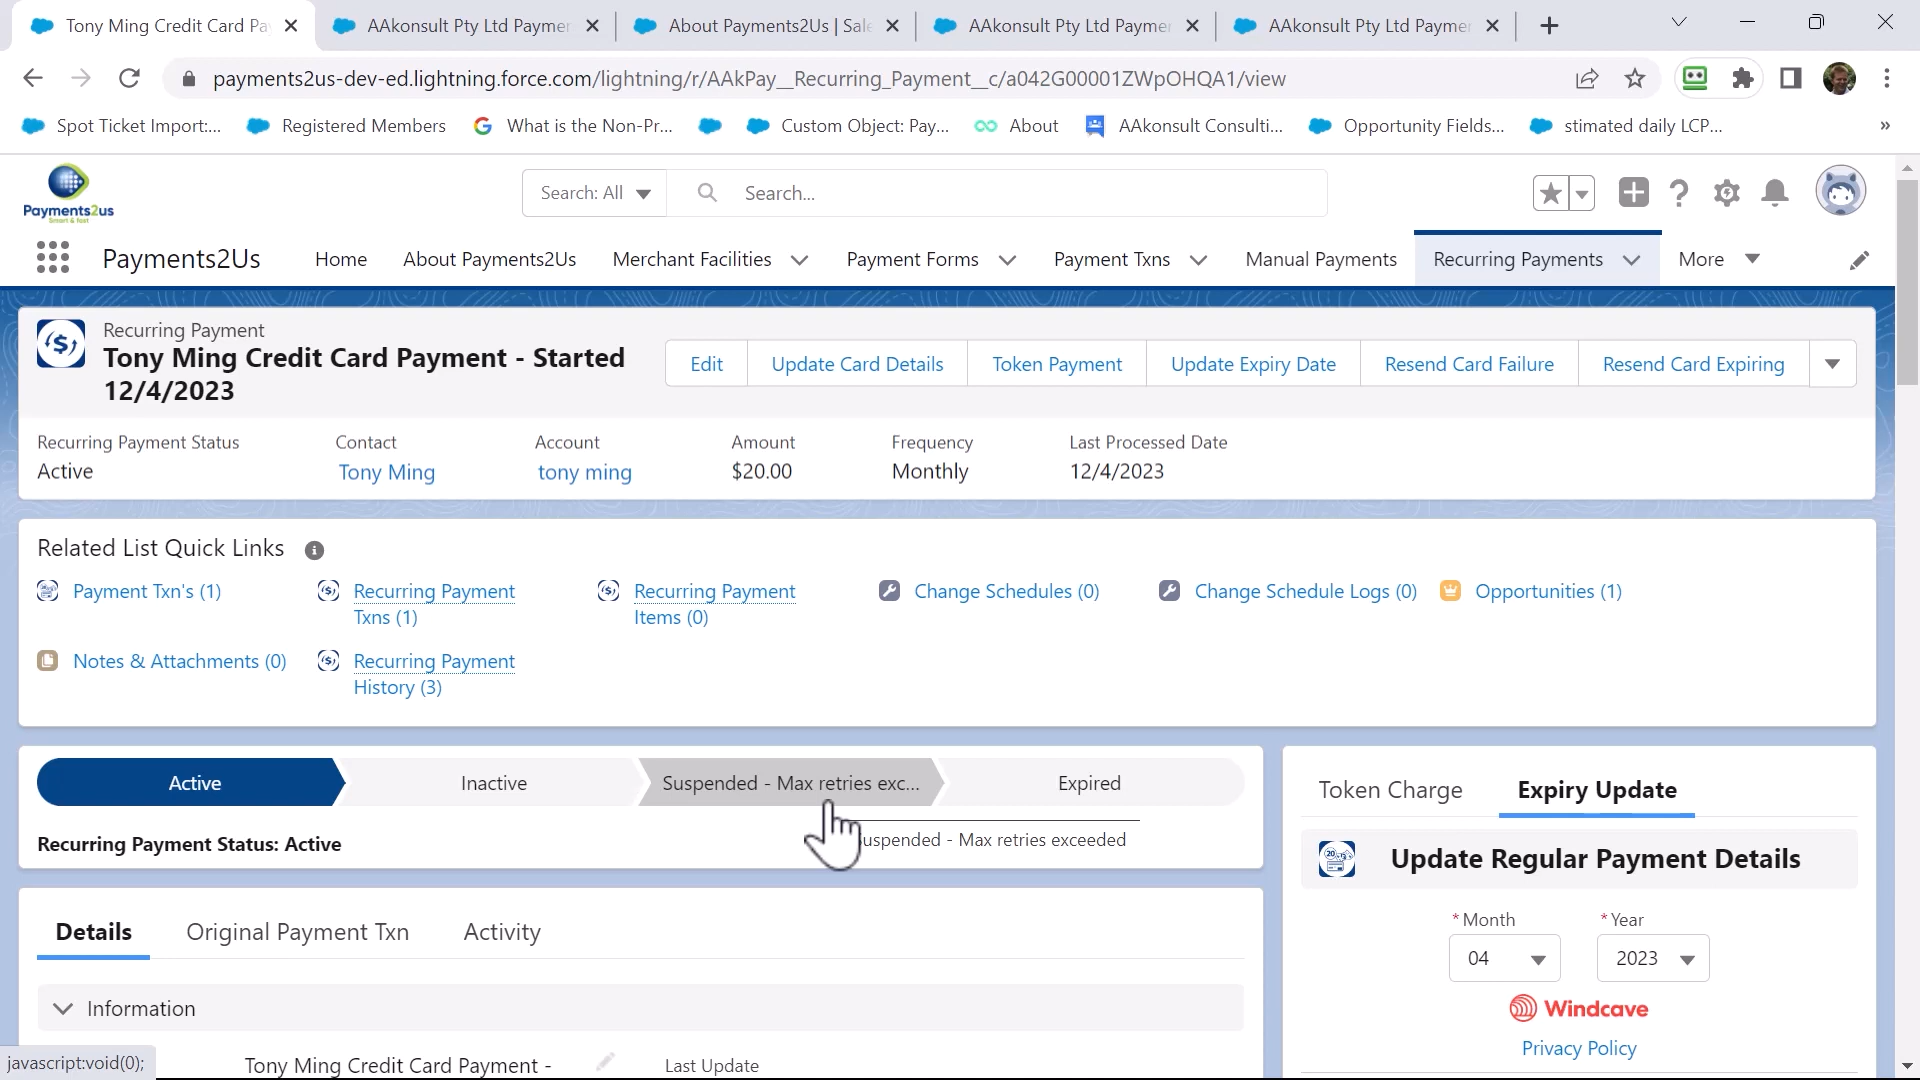 Tony Ming Credit Card Pa
AAkonsult Pty Ltd Paymen
About Payments2Us | Sale
AAkonsult Pty Ltd Paymen
AAkonsult Pty Ltd Paymen
payments2us-dev-ed.lightning.force.com/lightning/r/AAkPay__Recurring_Payment__c/a042G00001ZWpOHQA1/view
Spot Ticket Import:...
Registered Members
What is the Non-Pr...
Custom Object: Pay...
About
AAkonsult Consulti...
Opportunity Fields...
stimated daily LCP...
»
Payments2us
Smart & fast
Search: All
Search...
Payments2Us
Home
About Payments2Us
Merchant Facilities
Payment Forms
Payment Txns
Manual Payments
Recurring Payments
More
Recurring Payment
Tony Ming Credit Card Payment - Started
12/4/2023
Edit
Update Card Details
Token Payment
Update Expiry Date
Resend Card Failure
Resend Card Expiring
Recurring Payment Status
Contact
Account
Amount
Frequency
Last Processed Date
Active
Tony Ming
tony ming
$20.00
Monthly
12/4/2023
Related List Quick Links
Payment Txn's (1)
Recurring Payment
Txns (1)
Recurring Payment
Items (0)
Change Schedules (0)
Change Schedule Logs (0)
Opportunities (1)
Notes & Attachments (0)
Recurring Payment
History (3)
Active
Inactive
Suspended - Max retries exc...
Expired
Recurring Payment Status: Active
uspended - Max retries exceeded
Token Charge
Expiry Update
Update Regular Payment Details
* Month
* Year
04
2023
Windcave
Privacy Policy
Details
Original Payment Txn
Activity
Information
Tony Ming Credit Card Payment -
Last Update
javascript:void(0);